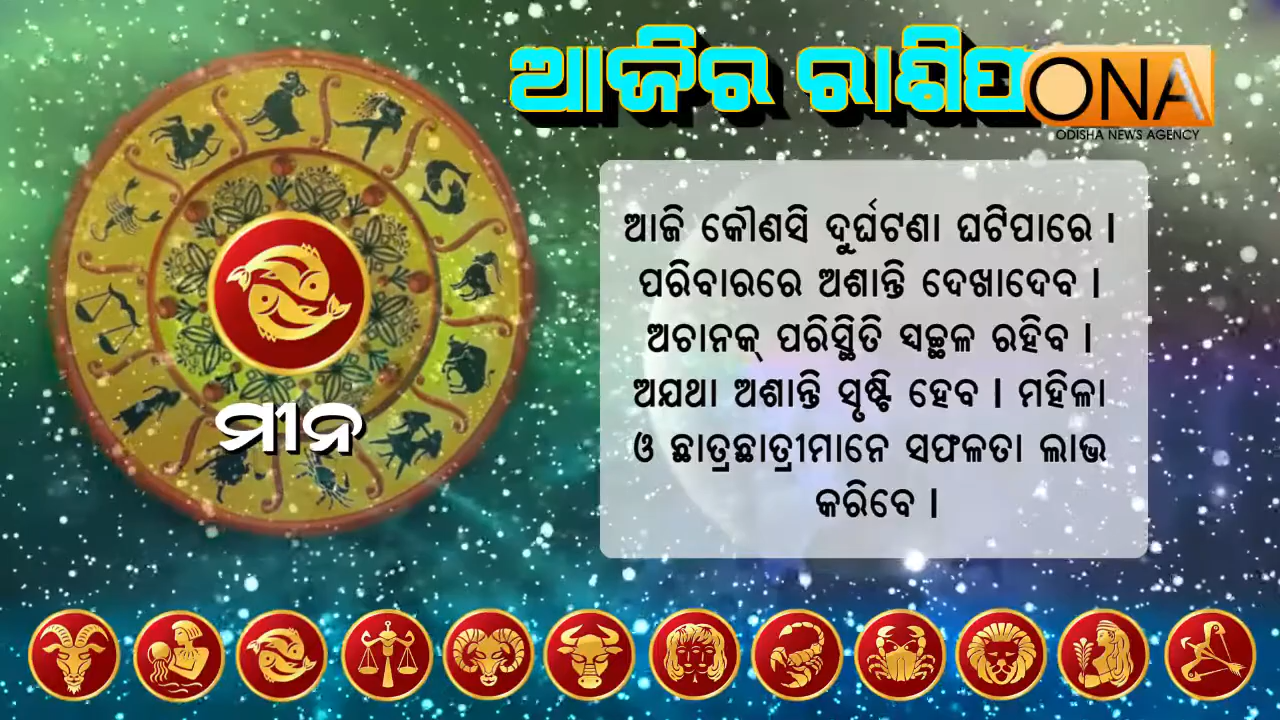 ଆଜିର
ONA
ODISHA NEWS AGENCY
ଆଜି କୌଣସି ଦୁର୍ଘଟଣା ଘଟିପାରେ ।
ପରିବାରରେ ଅଶାନ୍ତି ଦେଖାଦେବ ।
ଅଚାନକ୍ ପରିସ୍ଥିତି ସଚ୍ଛଳ ରହିବ ।
ଅଯଥା ଅଶାନ୍ତି ସୃଷ୍ଟି ହେବ । ମହିଳା
ଓ ଛାତ୍ରଛାତ୍ରୀମାନେ ସଫଳତା ଲାଭ
କରିବେ ।
ମୀନ